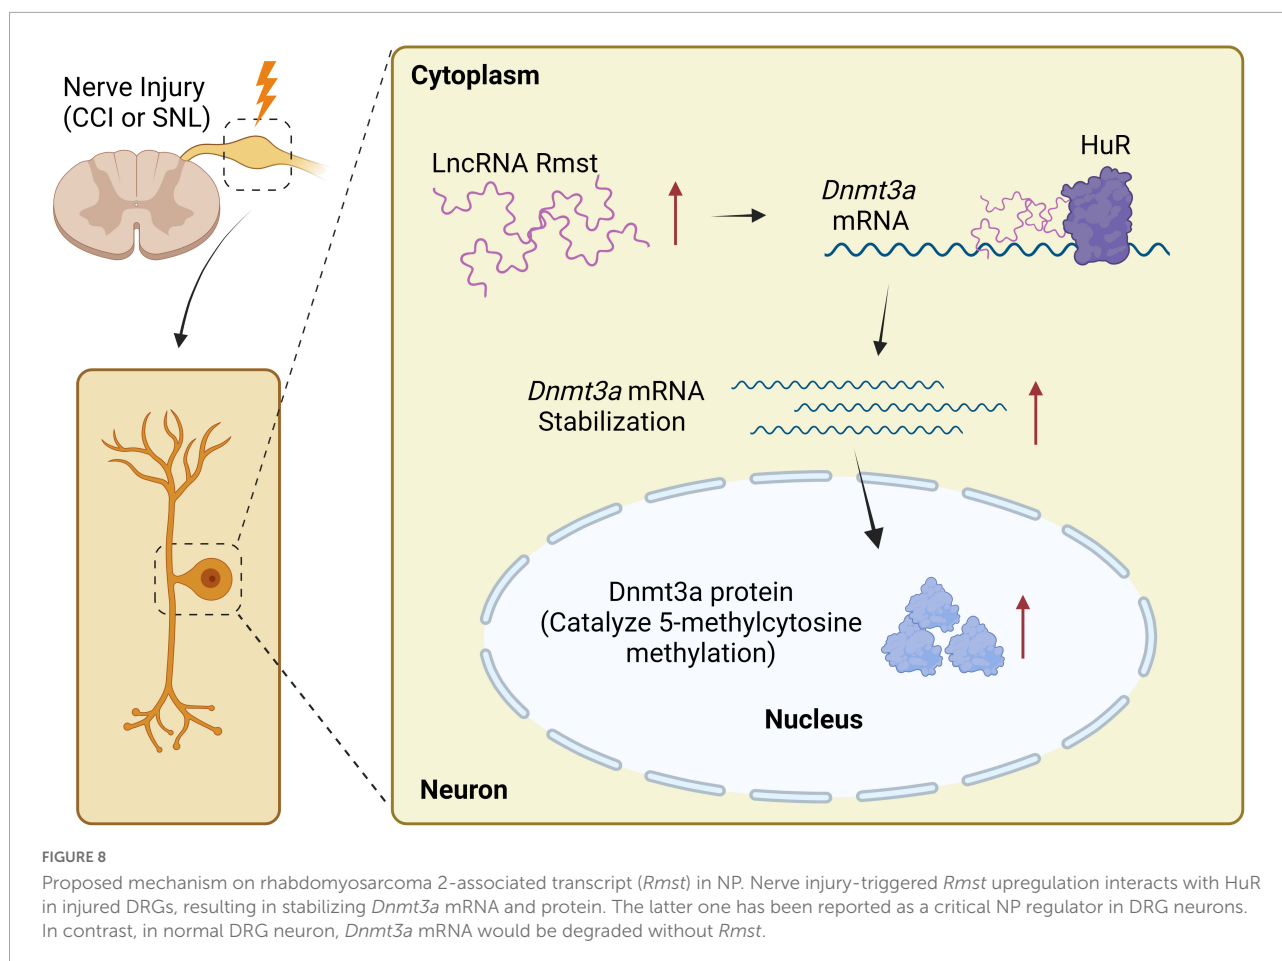 Nerve Injury
(CCI or SNL)
Cytoplasm
LncRNA Rmst
Dnmt3a
mRNA
HuR
Dnmt3a mRNA
Stabilization
Dnmt3a protein
(Catalyze 5-methylcytosine
methylation)
Nucleus
Neuron
FIGURE 8
Proposed mechanism on rhabdomyosarcoma 2-associated transcript (Rmst) in NP. Nerve injury-triggered Rmst upregulation interacts with HuR
in injured DRGs, resulting in stabilizing Dnmt3a mRNA and protein. The latter one has been reported as a critical NP regulator in DRG neurons.
In contrast, in normal DRG neuron, Dnmt3a mRNA would be degraded without Rmst.